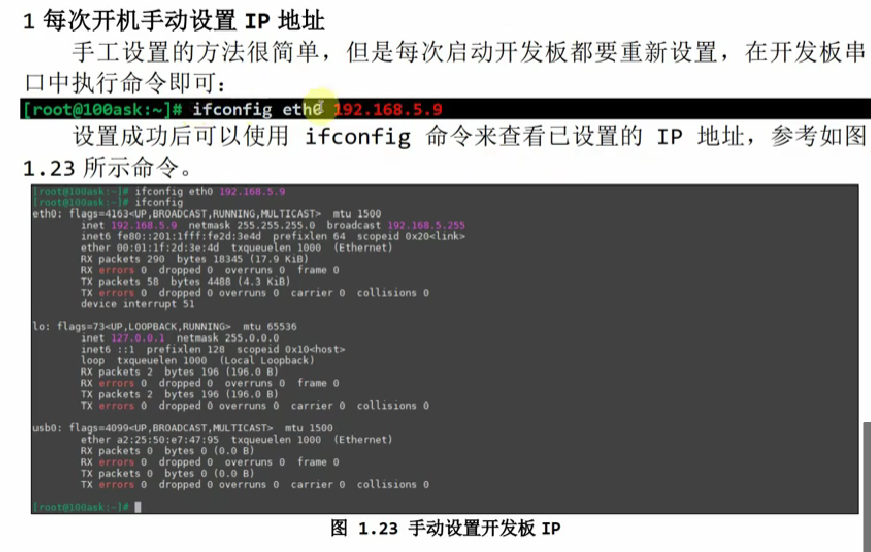 1 每次开机手动设置 IP 地址
手工设置的方法很简单，但是每次启动开发板都要重新设置，在开发板串
口中执行命令即可：
[root@100ask:~]# ifconfig eth0 192.168.5.9
设置成功后可以使用 ifconfig 命令来查看已设置的 IP 地址，参考如图
1.23 所示命令。
[root@100ask:~]# ifconfig eth0 192.168.5.9
[root@100ask:~]# ifconfig
eth0: flags=4163<UP,BROADCAST,RUNNING,MULTICAST>  mtu 1500
inet 192.168.5.9  netmask 255.255.255.0  broadcast 192.168.5.255
inet6 fe80::201:1fff:fe2d:3e4d  prefixlen 64  scopeid 0x20<link>
ether 00:01:1f:2d:3e:4d  txqueuelen 1000  (Ethernet)
RX packets 290  bytes 18345 (17.9 KiB)
RX errors 0  dropped 0  overruns 0  frame 0
TX packets 58  bytes 4488 (4.3 KiB)
TX errors 0  dropped 0 overruns 0  carrier 0  collisions 0
device interrupt 51
lo: flags=73<UP,LOOPBACK,RUNNING>  mtu 65536
inet 127.0.0.1  netmask 255.0.0.0
inet6 ::1  prefixlen 128  scopeid 0x10<host>
loop  txqueuelen 1000  (Local Loopback)
RX packets 2  bytes 196 (196.0 B)
RX errors 0  dropped 0  overruns 0  frame 0
TX packets 2  bytes 196 (196.0 B)
TX errors 0  dropped 0 overruns 0  carrier 0  collisions 0
usb0: flags=4099<UP,BROADCAST,MULTICAST>  mtu 1500
ether a2:25:50:e7:47:95  txqueuelen 1000  (Ethernet)
RX packets 0  bytes 0 (0.0 B)
RX errors 0  dropped 0  overruns 0  frame 0
TX packets 0  bytes 0 (0.0 B)
TX errors 0  dropped 0 overruns 0  carrier 0  collisions 0
[root@100ask:~]#
图 1.23 手动设置开发板 IP